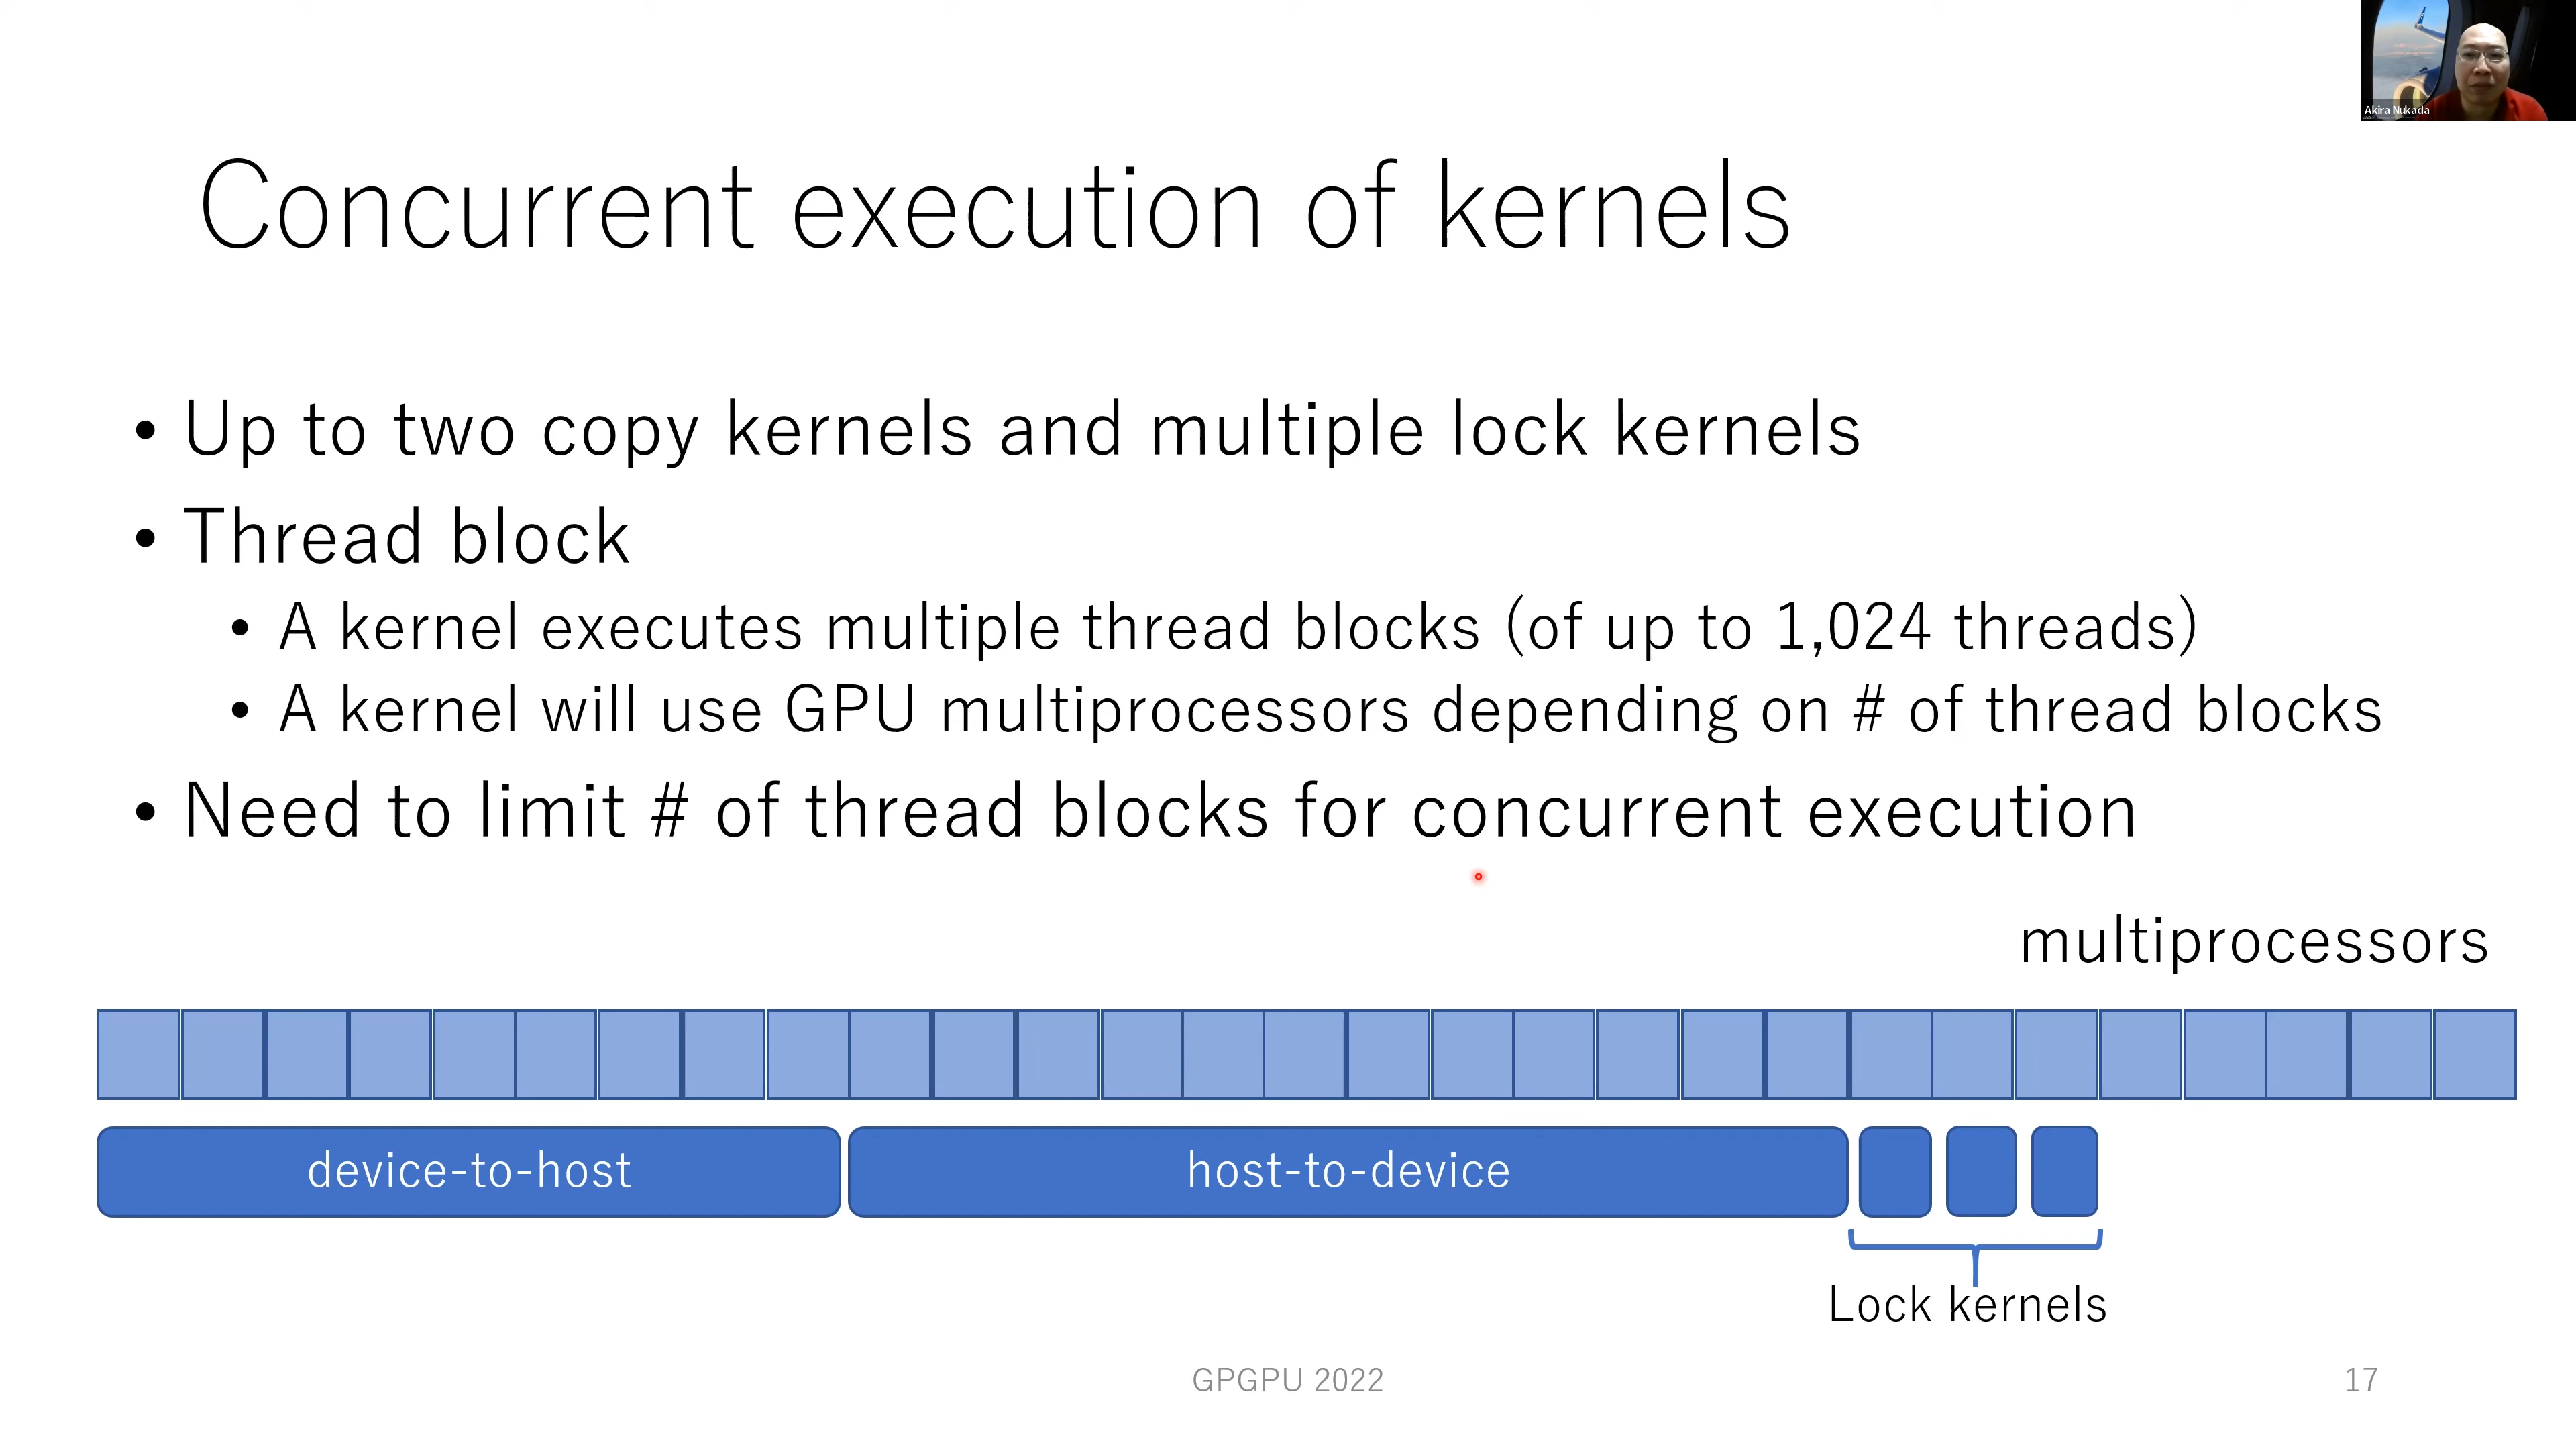 Akira Nukada
Concurrent execution of kernels
• Up to two copy kernels and multiple lock kernels
• Thread block
• A kernel executes multiple thread blocks (of up to 1,024 threads)
• A kernel will use GPU multiprocessors depending on # of thread blocks
• Need to limit # of thread blocks for concurrent execution
multiprocessors
device-to-host
host-to-device
Lock kernels
GPGPU 2022
17